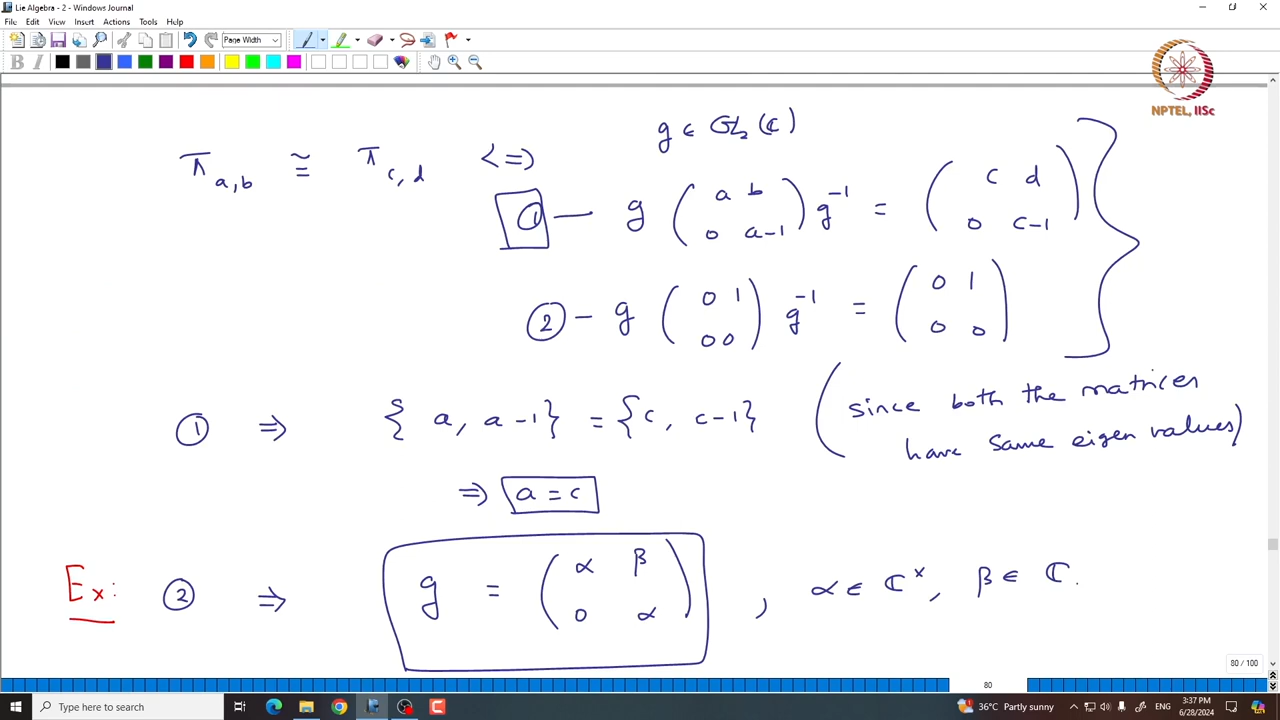 Lie Algebra - 2 - Windows Journal
File Edit View Insert Actions Tools Help
Page Width
NPTEL, IISc
g ∈ GL₂(ℂ)
π_{a,b} ≅ π_{c,d} <=>
① — g ( a b ; 0 a-1 ) g⁻¹ = ( c d ; 0 c-1 )
② - g ( 0 1 ; 0 0 ) g⁻¹ = ( 0 1 ; 0 0 )
① => { a, a-1} = {c, c-1} ( since both the matrices
have same eigen values)
=> a = c
Ex: ② => g = ( α β ; 0 α ) , α ∈ ℂ^×, β ∈ ℂ.
80 / 100
80
Type here to search
36°C Partly sunny
3:37 PM
6/28/2024